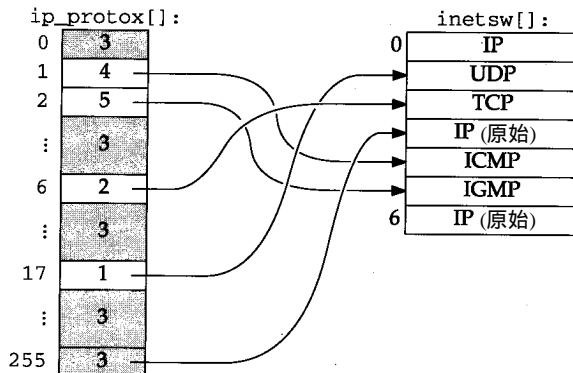 ip_protox[]:
0 3
1 4
2 5
⋮ 3
6 2
⋮ 3
17 1
⋮ 3
255 3
inetsw[]:
0 IP
UDP
TCP
IP (原始)
ICMP
IGMP
6 IP (原始)